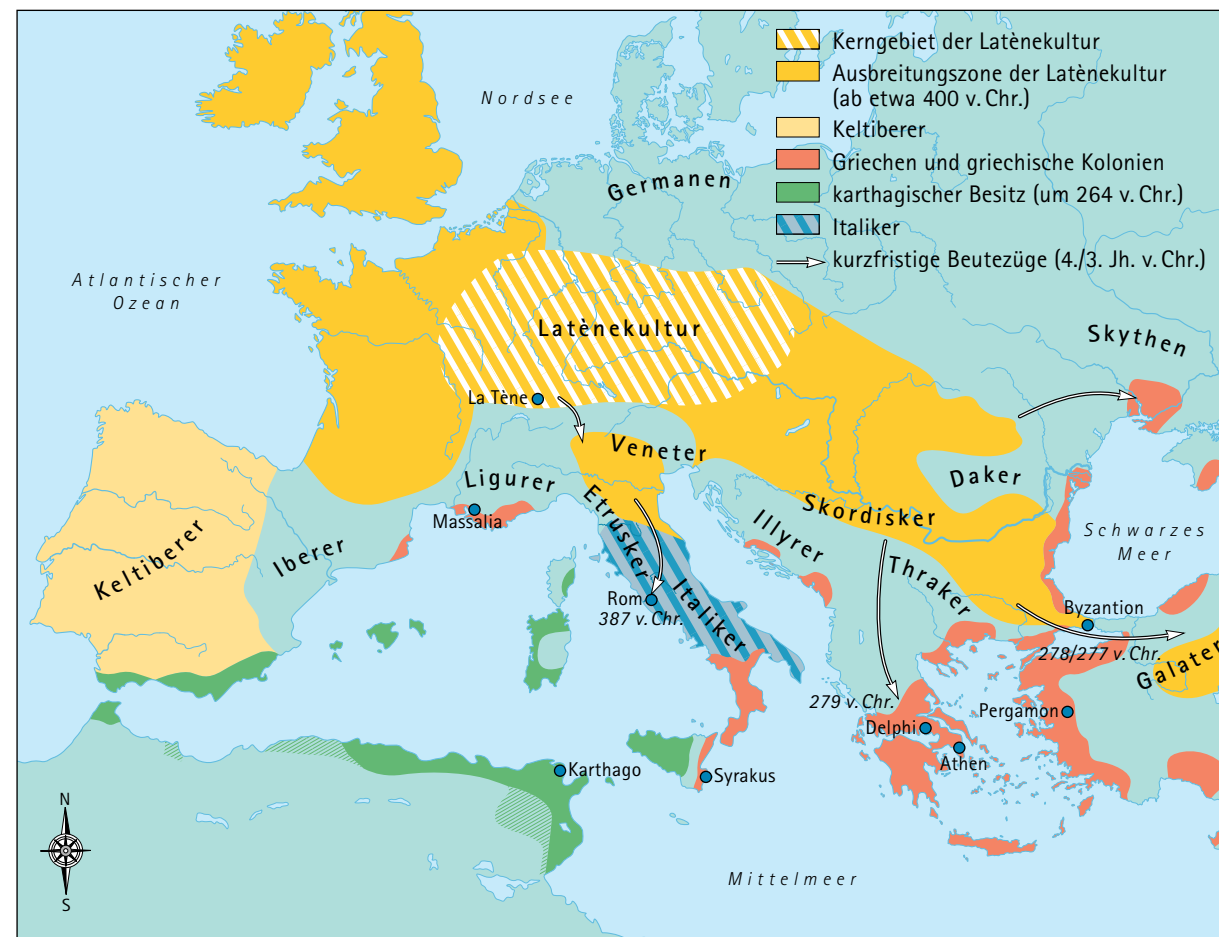 Kerngebiet der Latènekultur
Ausbreitungszone der Latènekultur
(ab etwa 400 v. Chr.)
Keltiberer
Griechen und griechische Kolonien
karthagischer Besitz (um 264 v. Chr.)
Italiker
kurzfristige Beutezüge (4./3. Jh. v. Chr.)
Nordsee
Germanen
Atlantischer
Ozean
Latènekultur
Skythen
La Tène
Veneter
Ligurer
Daker
Massalia
Etrusker
Skordisker
Illyrer
Schwarzes
Meer
Keltiberer
Iberer
Thraker
Rom
387 v. Chr.
Italiker
Byzantion
278/277 v. Chr.
Galater
279 v. Chr.
Delphi
Pergamon
Athen
Karthago
Syrakus
N
S
Mittelmeer